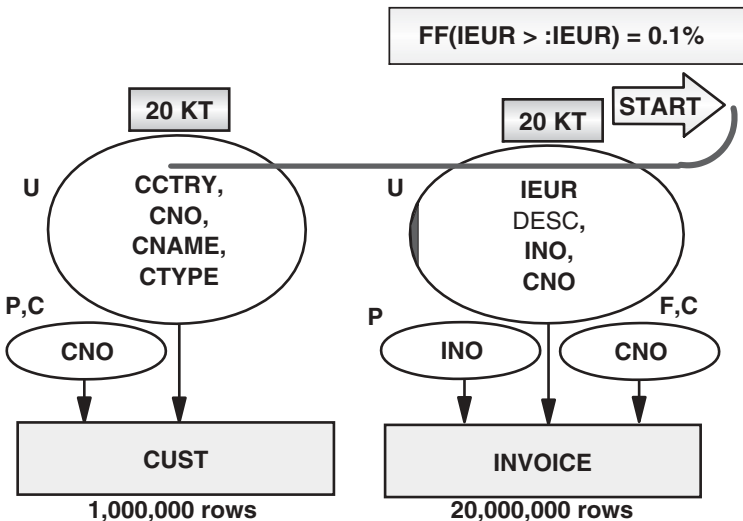 FF(IEUR > :IEUR) = 0.1%
START
20 KT
20 KT
U
CCTRY,
CNO,
CNAME,
CTYPE
U
IEUR
DESC,
INO,
CNO
P,C
CNO
P
INO
F,C
CNO
CUST
1,000,000 rows
INVOICE
20,000,000 rows